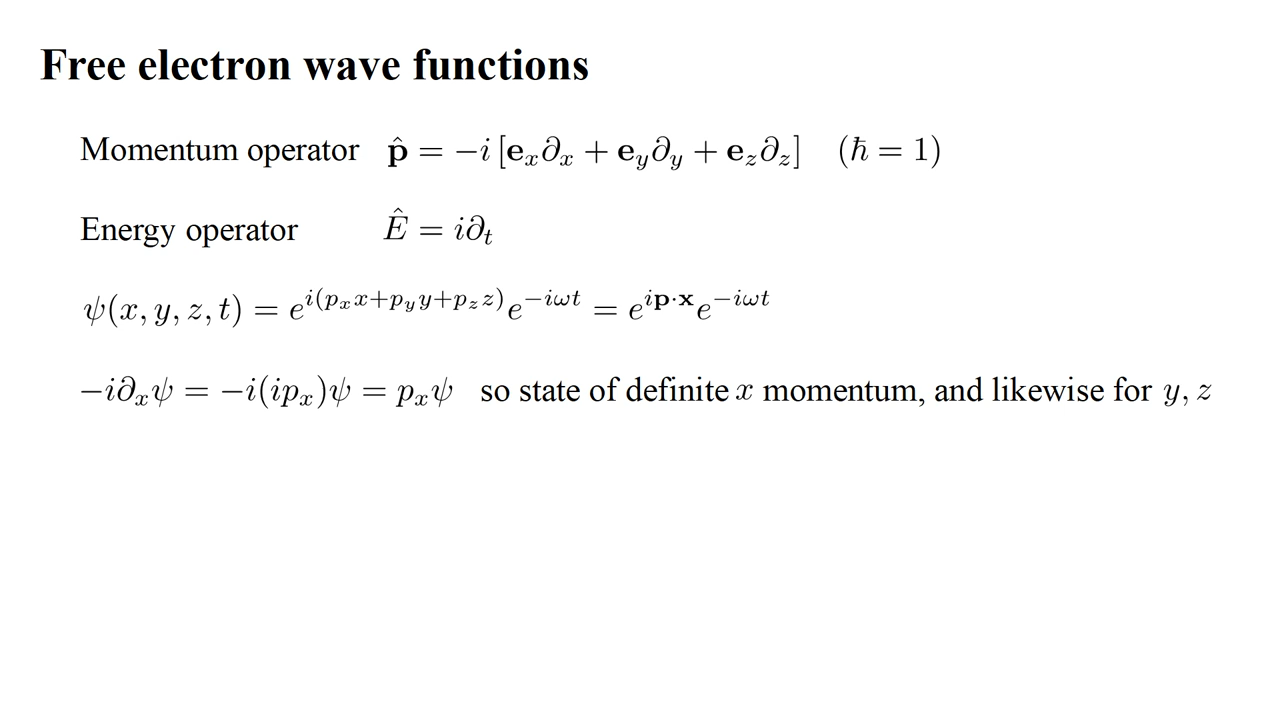 Free electron wave functions
Momentum operator p̂ = −i [e_x∂_x + e_y∂_y + e_z∂_z] (ℏ = 1)
Energy operator Ê = i∂_t
ψ(x, y, z, t) = e^{i(p_x x+p_y y+p_z z)} e^{−iωt} = e^{ip·x} e^{−iωt}
−i∂_xψ = −i(ip_x)ψ = p_xψ so state of definite x momentum, and likewise for y, z